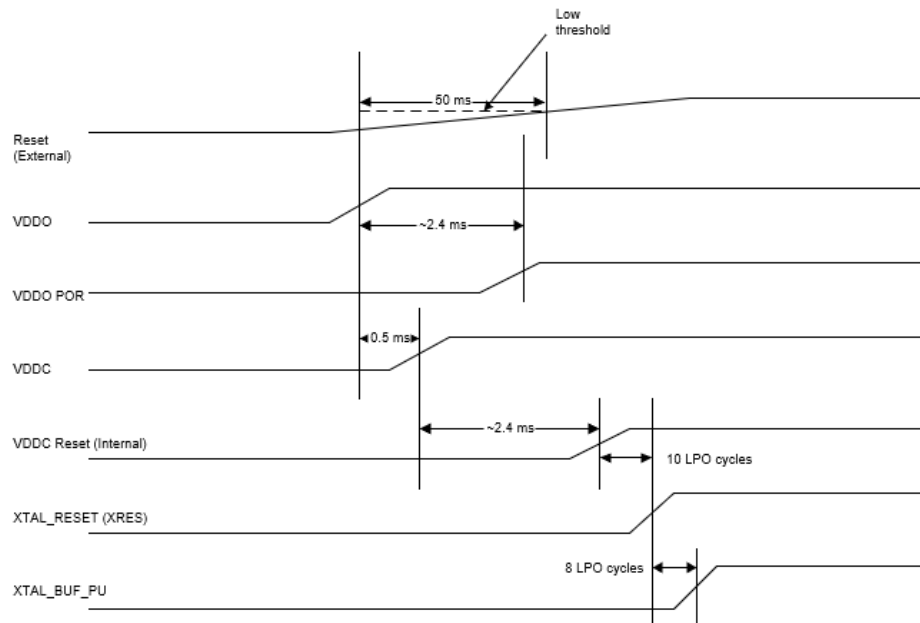 Low
threshold
50 ms
Reset
(External)
VDDO
~2.4 ms
VDDO POR
0.5 ms
VDDC
~2.4 ms
VDDC Reset (Internal)
10 LPO cycles
XTAL_RESET (XRES)
8 LPO cycles
XTAL_BUF_PU